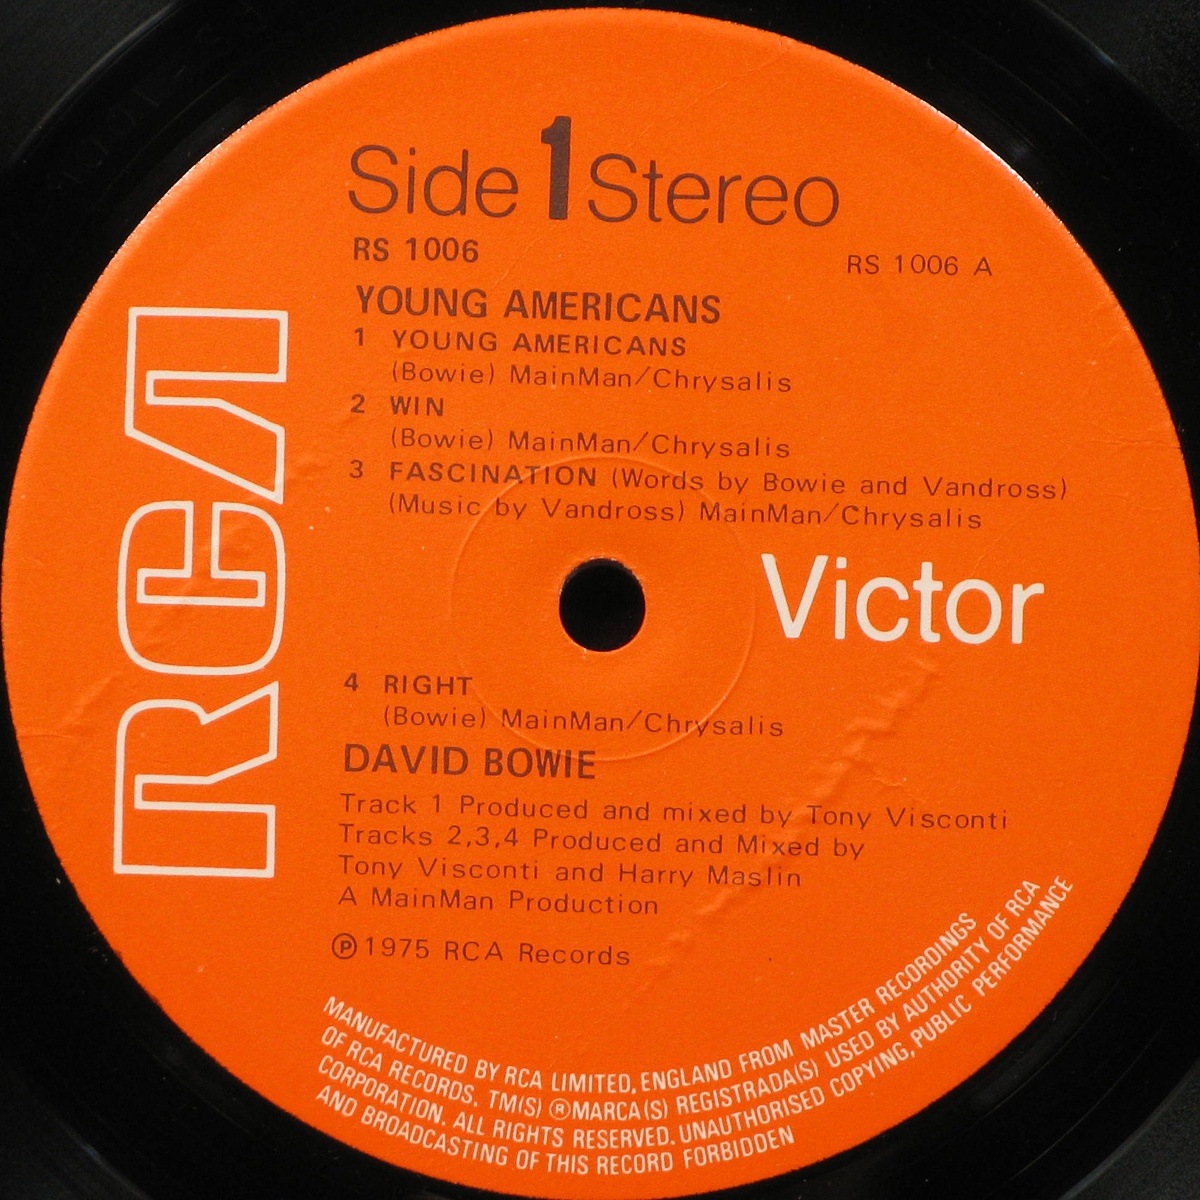 Side 1 Stereo
RS 1006
RS 1006 A
YOUNG AMERICANS
1 YOUNG AMERICANS
(Bowie) MainMan/Chrysalis
2 WIN
(Bowie) MainMan/Chrysalis
3 FASCINATION (Words by Bowie and Vandross)
(Music by Vandross) MainMan/Chrysalis
RCA
Victor
4 RIGHT
(Bowie) MainMan/Chrysalis
DAVID BOWIE
Track 1 Produced and mixed by Tony Visconti
Tracks 2,3,4 Produced and Mixed by
Tony Visconti and Harry Maslin
A MainMan Production
℗ 1975 RCA Records
MANUFACTURED BY RCA LIMITED, ENGLAND FROM MASTER RECORDINGS
OF RCA RECORDS. TM(S) ® MARCA(S) REGISTRADA(S) USED BY AUTHORITY OF RCA
CORPORATION. ALL RIGHTS RESERVED. UNAUTHORISED COPYING, PUBLIC PERFORMANCE
AND BROADCASTING OF THIS RECORD FORBIDDEN